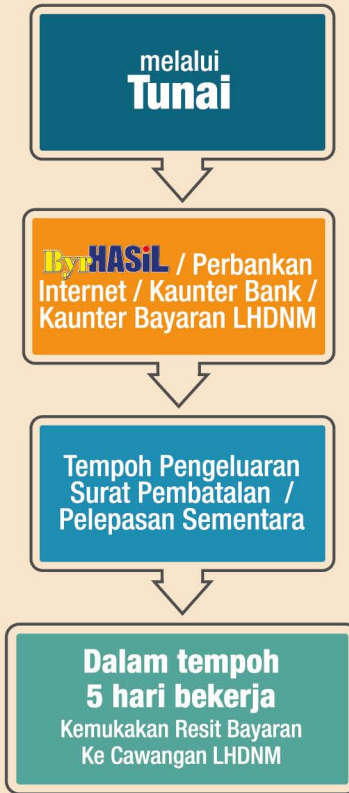 melalui
Tunai
ByrHASiL / Perbankan
Internet / Kaunter Bank /
Kaunter Bayaran LHDNM
Tempoh Pengeluaran
Surat Pembatalan /
Pelepasan Sementara
Dalam tempoh
5 hari bekerja
Kemukakan Resit Bayaran
Ke Cawangan LHDNM